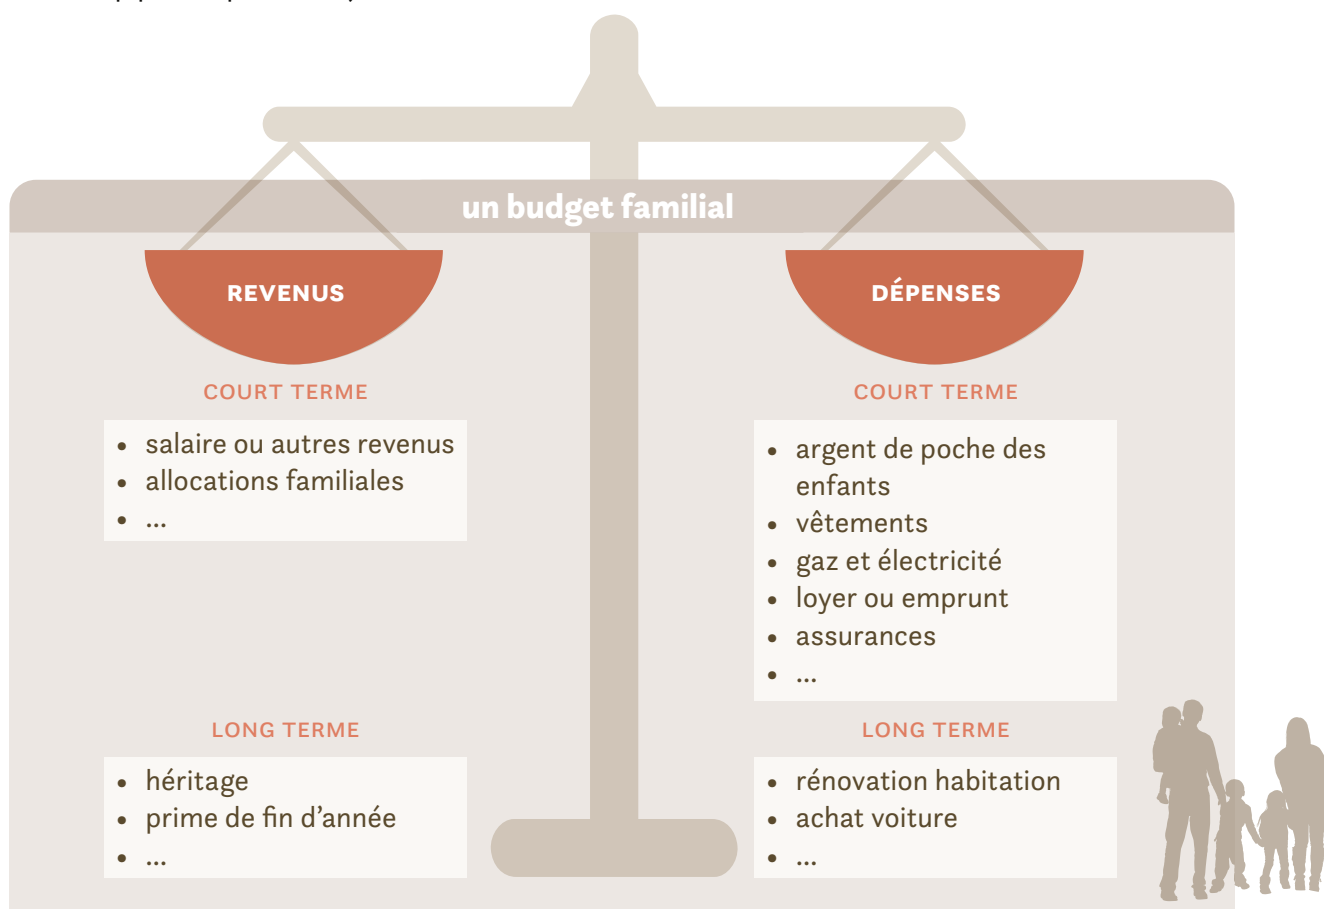 un budget familial
REVENUS
COURT TERME
• salaire ou autres revenus
• allocations familiales
• ...
LONG TERME
• héritage
• prime de fin d’année
• ...
DÉPENSES
COURT TERME
• argent de poche des
enfants
• vêtements
• gaz et électricité
• loyer ou emprunt
• assurances
• ...
LONG TERME
• rénovation habitation
• achat voiture
• ...